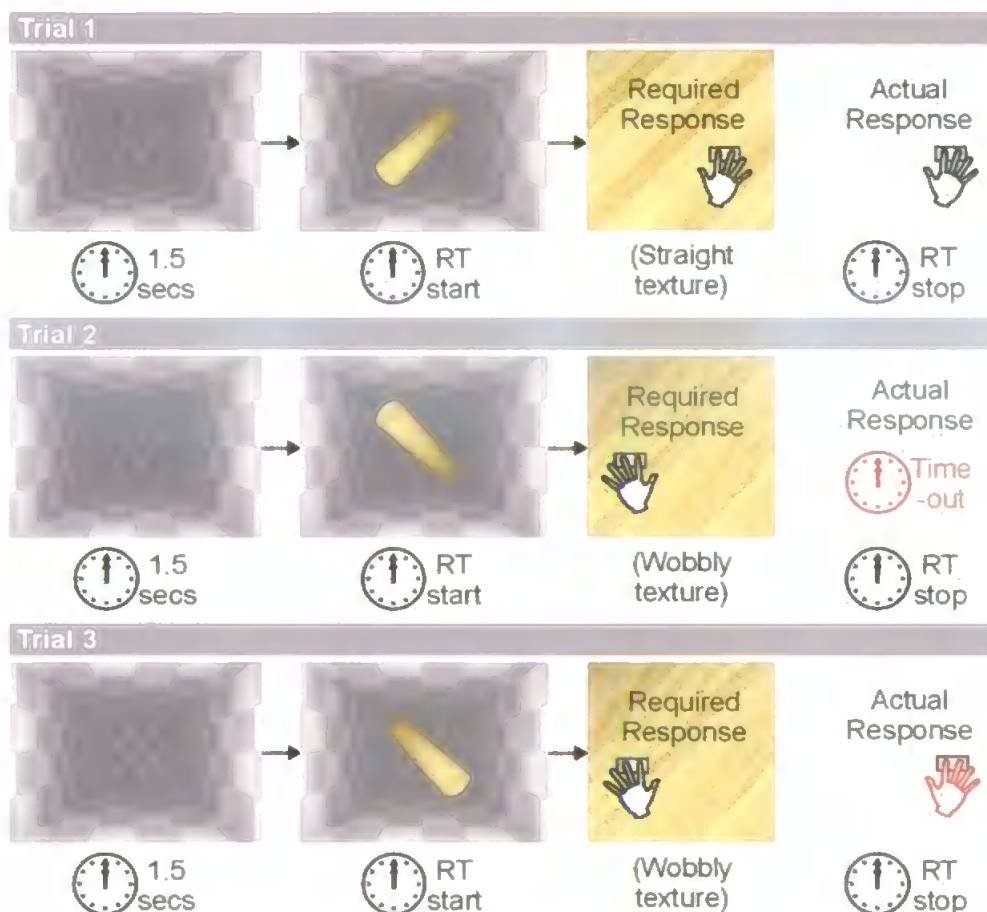 Trial 1
Required
Response
Actual
Response
1.5
secs
RT
start
(Straight
texture)
RT
stop
Trial 2
Required
Response
Actual
Response
Time
-out
1.5
secs
RT
start
(Wobbly
texture)
RT
stop
Trial 3
Required
Response
Actual
Response
1.5
secs
RT
start
(Wobbly
texture)
RT
stop